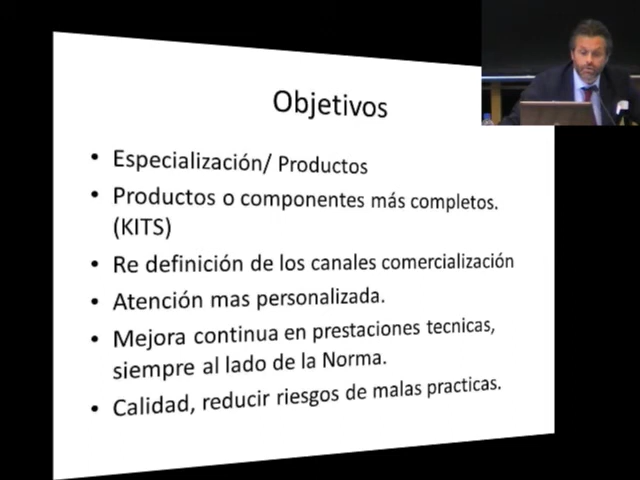 Objetivos
• Especialización/ Productos
• Productos o componentes más completos.
(KITS)
• Re definición de los canales comercialización
• Atención mas personalizada.
• Mejora continua en prestaciones tecnicas,
siempre al lado de la Norma.
• Calidad, reducir riesgos de malas practicas.